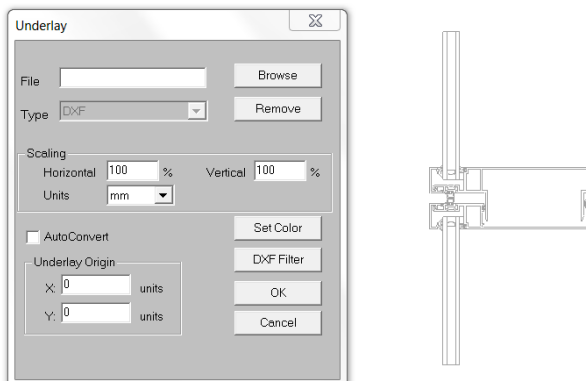 Underlay
File
Browse
Type DXF
Remove
Scaling
Horizontal 100 % Vertical 100 %
Units mm
AutoConvert
Set Color
Underlay Origin
DXF Filter
X: 0 units
OK
Y: 0 units
Cancel